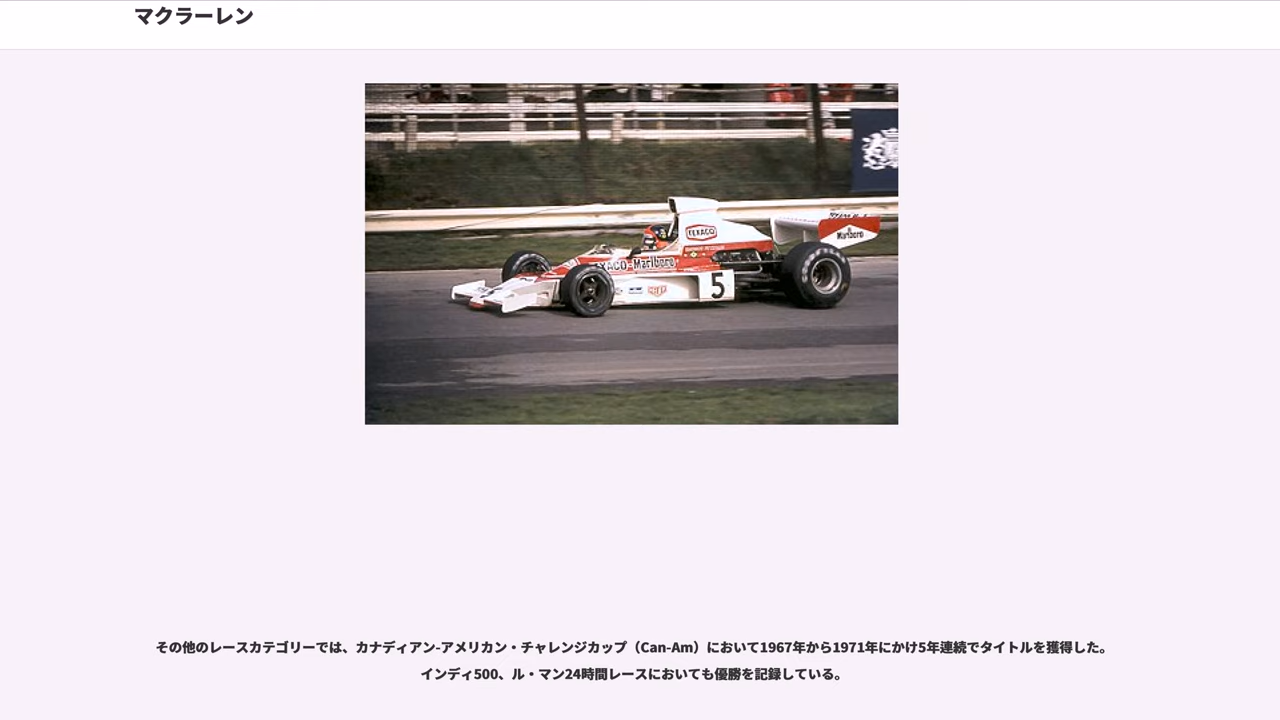 マクラーレン
TEXACO
Marlboro
TEXACO-Marlboro
5
その他のレースカテゴリーでは、カナディアン-アメリカン・チャレンジカップ（Can-Am）において1967年から1971年にかけ5年連続でタイトルを獲得した。
インディ500、ル・マン24時間レースにおいても優勝を記録している。